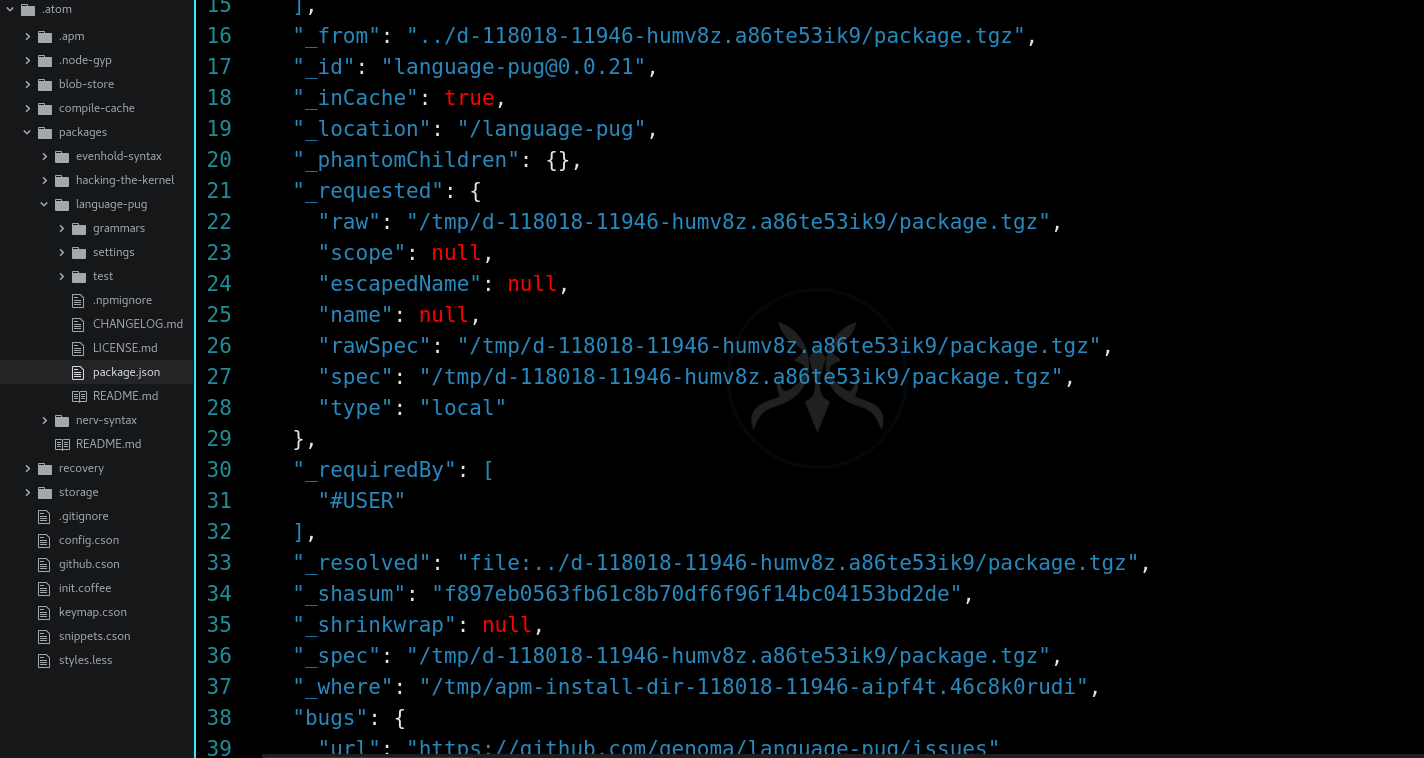 .atom
.apm
.node-gyp
blob-store
compile-cache
packages
evenhold-syntax
hacking-the-kernel
language-pug
grammars
settings
test
.npmignore
CHANGELOG.md
LICENSE.md
package.json
README.md
nerv-syntax
README.md
recovery
storage
.gitignore
config.cson
github.cson
init.coffee
keymap.cson
snippets.cson
styles.less
15 ],
16 "_from": "../d-118018-11946-humv8z.a86te53ik9/package.tgz",
17 "_id": "language-pug@0.0.21",
18 "_inCache": true,
19 "_location": "/language-pug",
20 "_phantomChildren": {},
21 "_requested": {
22 "raw": "/tmp/d-118018-11946-humv8z.a86te53ik9/package.tgz",
23 "scope": null,
24 "escapedName": null,
25 "name": null,
26 "rawSpec": "/tmp/d-118018-11946-humv8z.a86te53ik9/package.tgz",
27 "spec": "/tmp/d-118018-11946-humv8z.a86te53ik9/package.tgz",
28 "type": "local"
29 },
30 "_requiredBy": [
31 "#USER"
32 ],
33 "_resolved": "file:../d-118018-11946-humv8z.a86te53ik9/package.tgz",
34 "_shasum": "f897eb0563fb61c8b70df6f96f14bc04153bd2de",
35 "_shrinkwrap": null,
36 "_spec": "/tmp/d-118018-11946-humv8z.a86te53ik9/package.tgz",
37 "_where": "/tmp/apm-install-dir-118018-11946-aipf4t.46c8k0rudi",
38 "bugs": {
39 "url": "https://github.com/genoma/language-pug/issues"